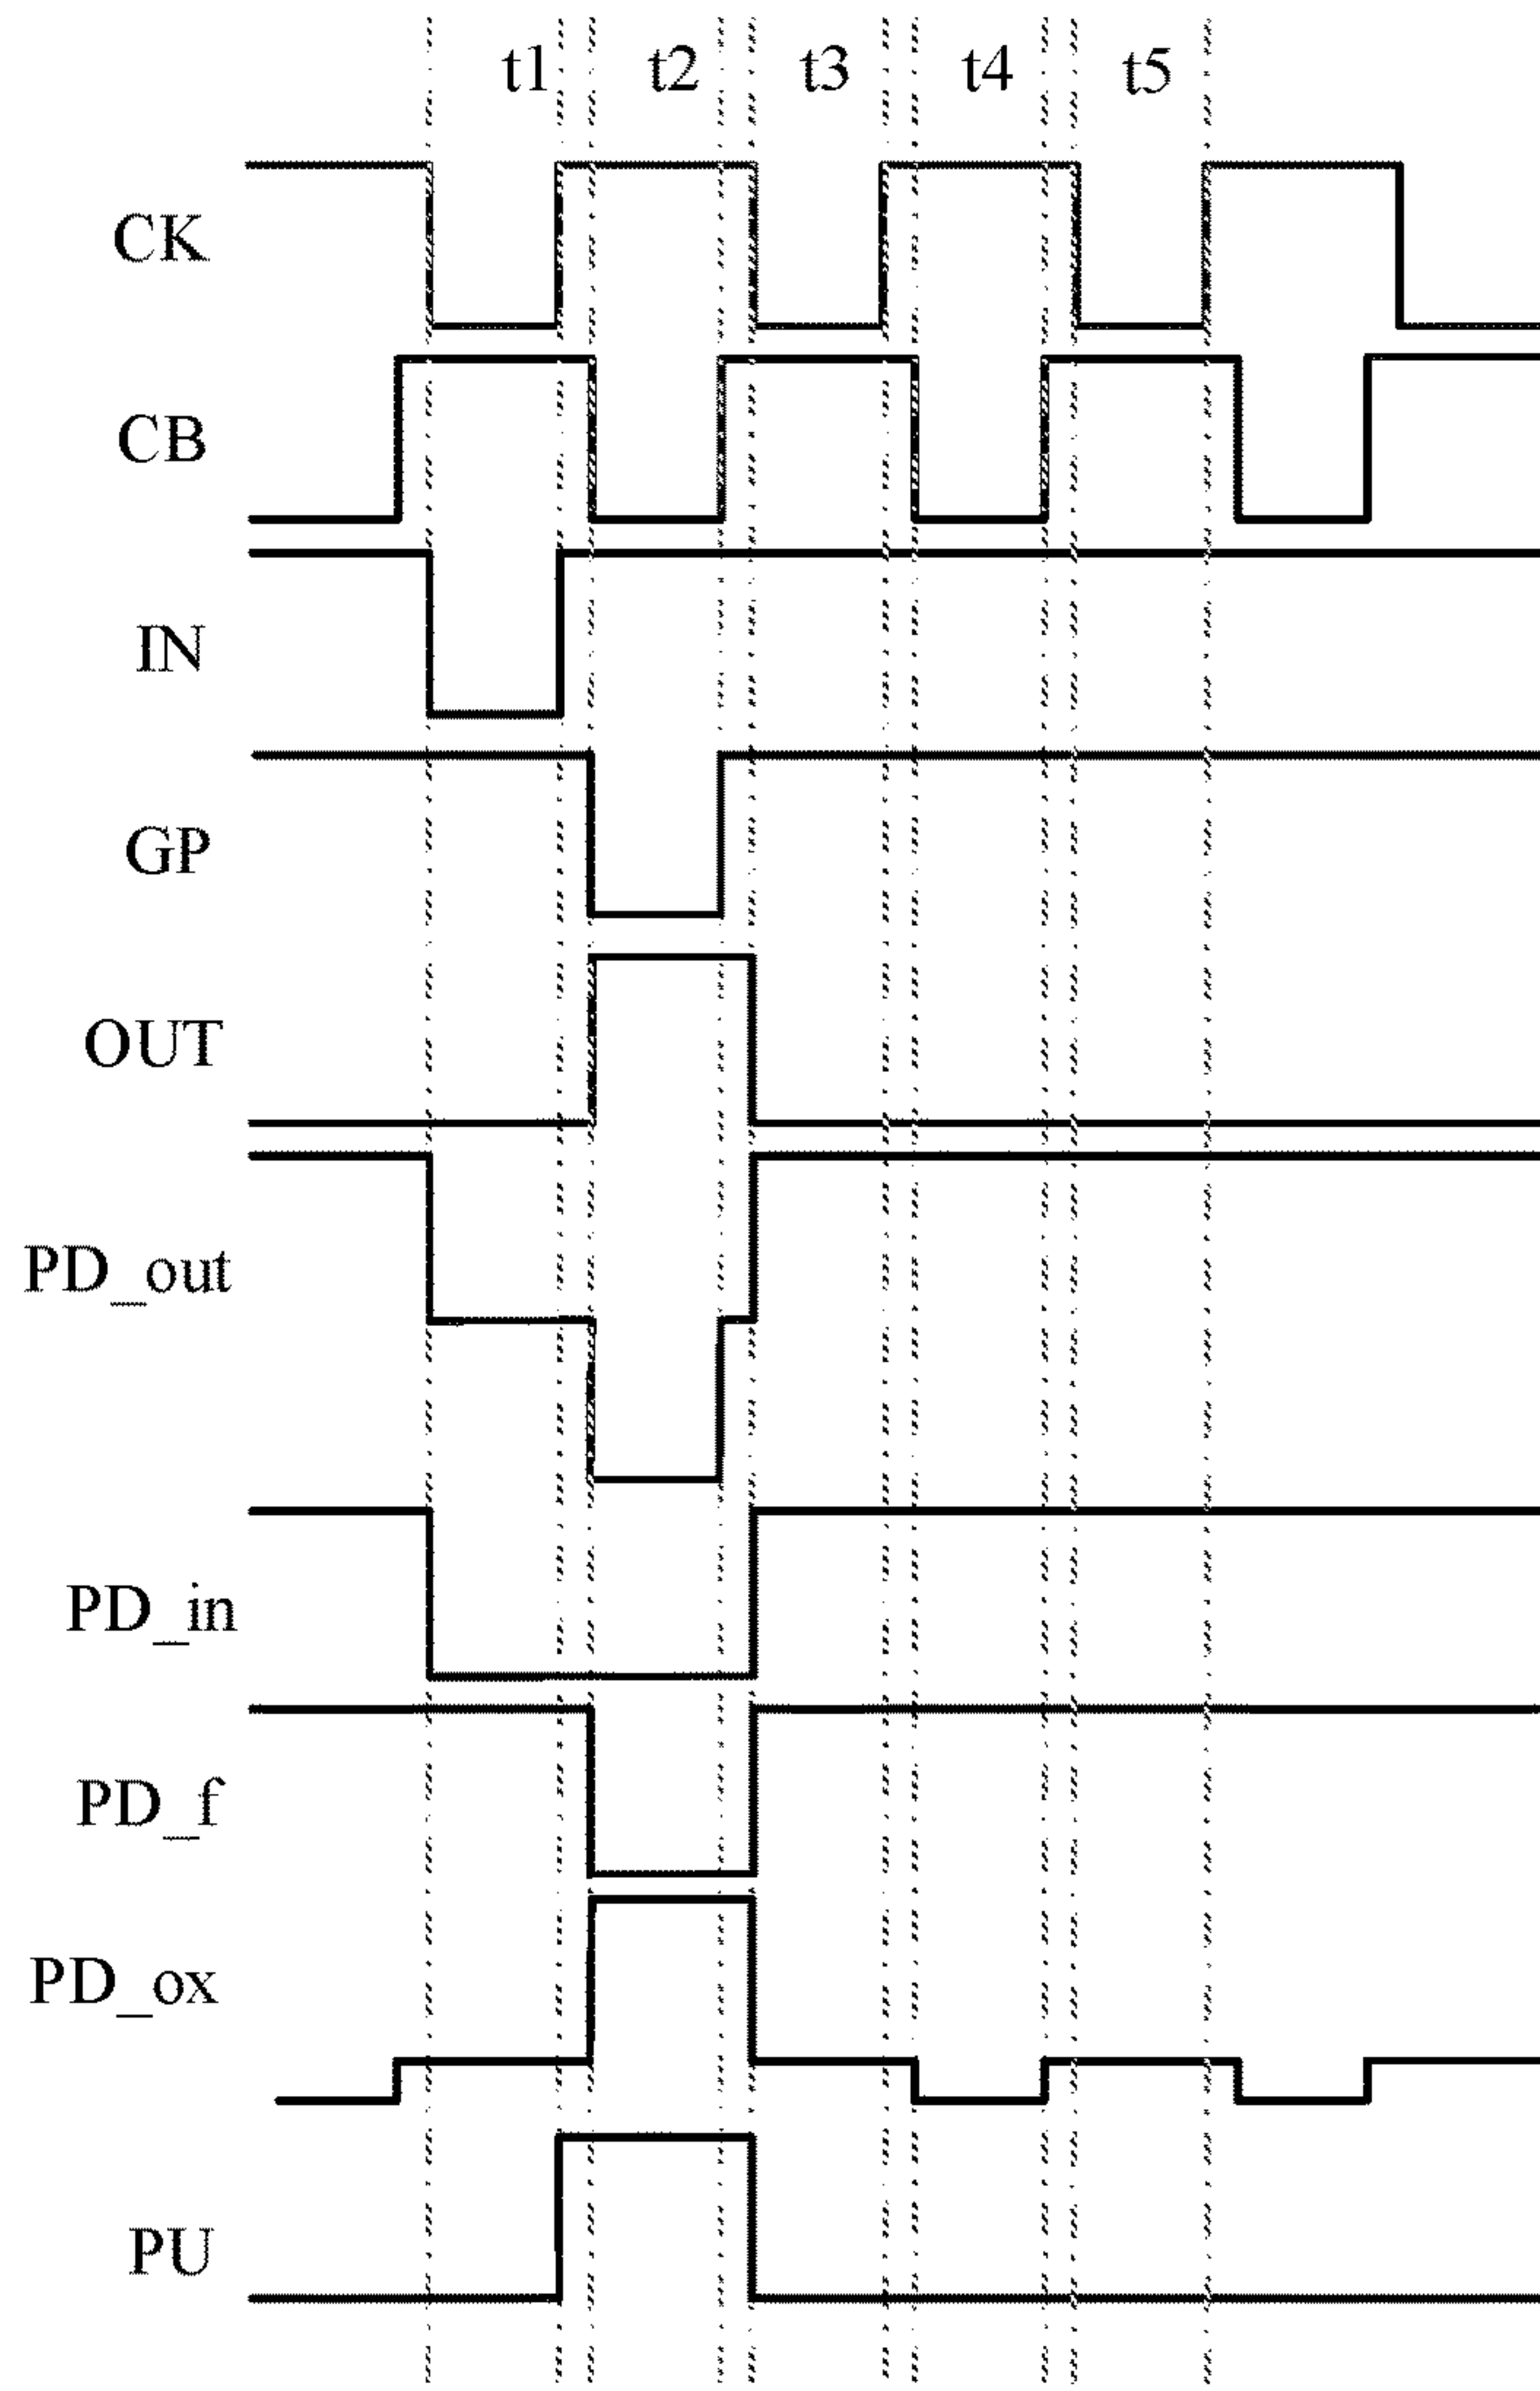 t1 t2 t3 t4 t5
CK
CB
IN
GP
OUT
PD_out
PD_in
PD_f
PD_ox
PU